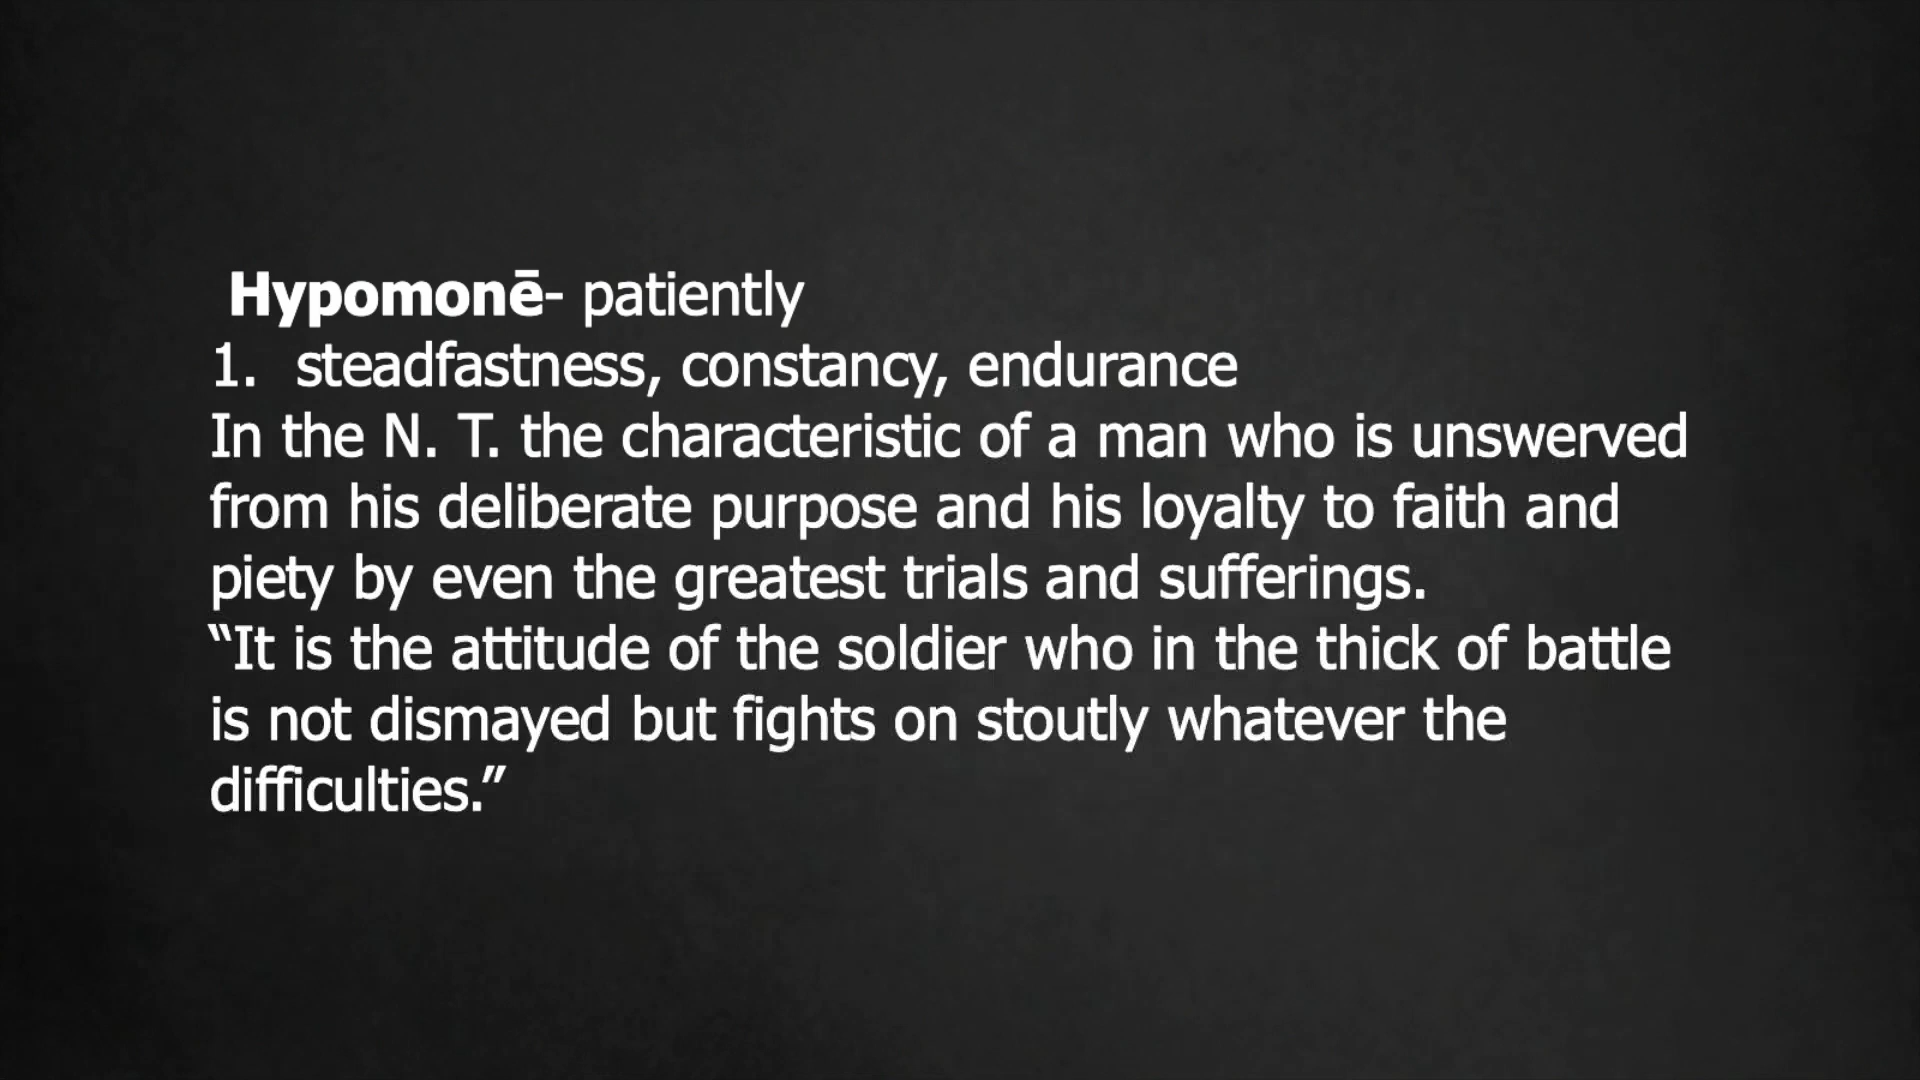 Hypomonē- patiently
1. steadfastness, constancy, endurance
In the N. T. the characteristic of a man who is unswerved
from his deliberate purpose and his loyalty to faith and
piety by even the greatest trials and sufferings.
“It is the attitude of the soldier who in the thick of battle
is not dismayed but fights on stoutly whatever the
difficulties.”